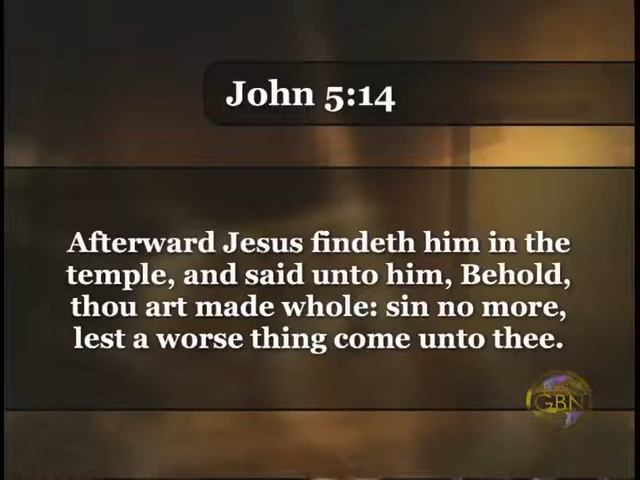 John 5:14
Afterward Jesus findeth him in the
temple, and said unto him, Behold,
thou art made whole: sin no more,
lest a worse thing come unto thee.
GBN